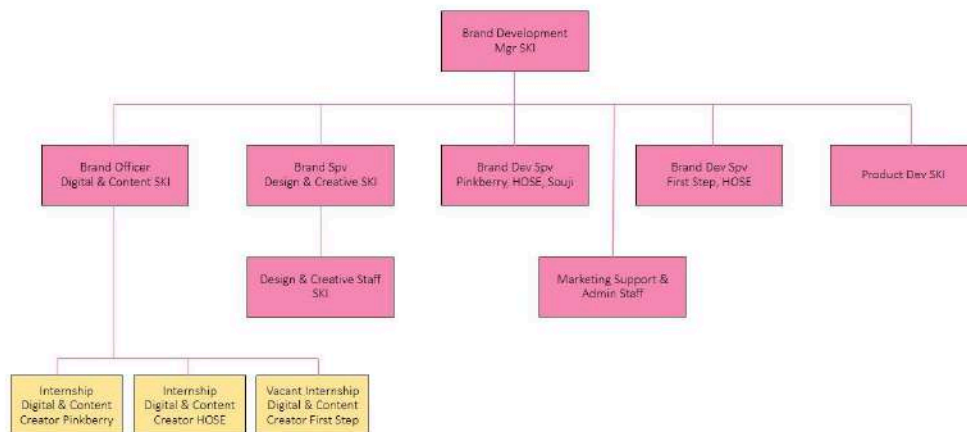 Brand Development
Mgr SKI
Brand Officer
Digital & Content SKI
Brand Spv
Design & Creative SKI
Brand Dev Spv
Pinkberry, HOSE, Souji
Brand Dev Spv
First Step, HOSE
Product Dev SKI
Design & Creative Staff
SKI
Marketing Support &
Admin Staff
Internship
Digital & Content
Creator Pinkberry
Internship
Digital & Content
Creator HOSE
Vacant Internship
Digital & Content
Creator First Step